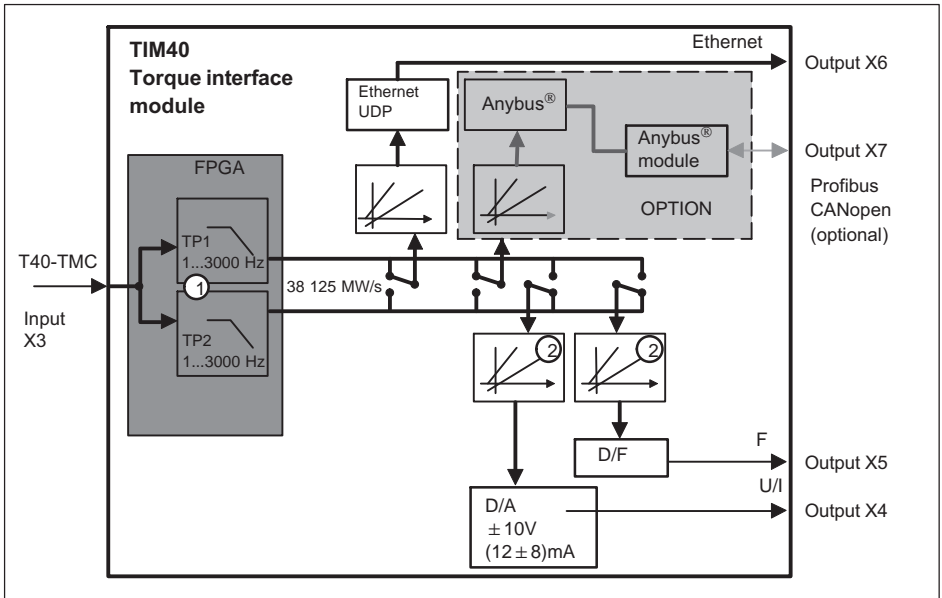 TIM40
Torque interface
module
Ethernet
Output X6
Ethernet
UDP
Anybus®
Anybus®
module
OPTION
Output X7
Profibus
CANopen
(optional)
FPGA
TP1
1...3000 Hz
1
TP2
1...3000 Hz
T40-TMC
Input
X3
38 125 MW/s
2
2
D/F
F
Output X5
U/I
Output X4
D/A
±10V
(12±8)mA